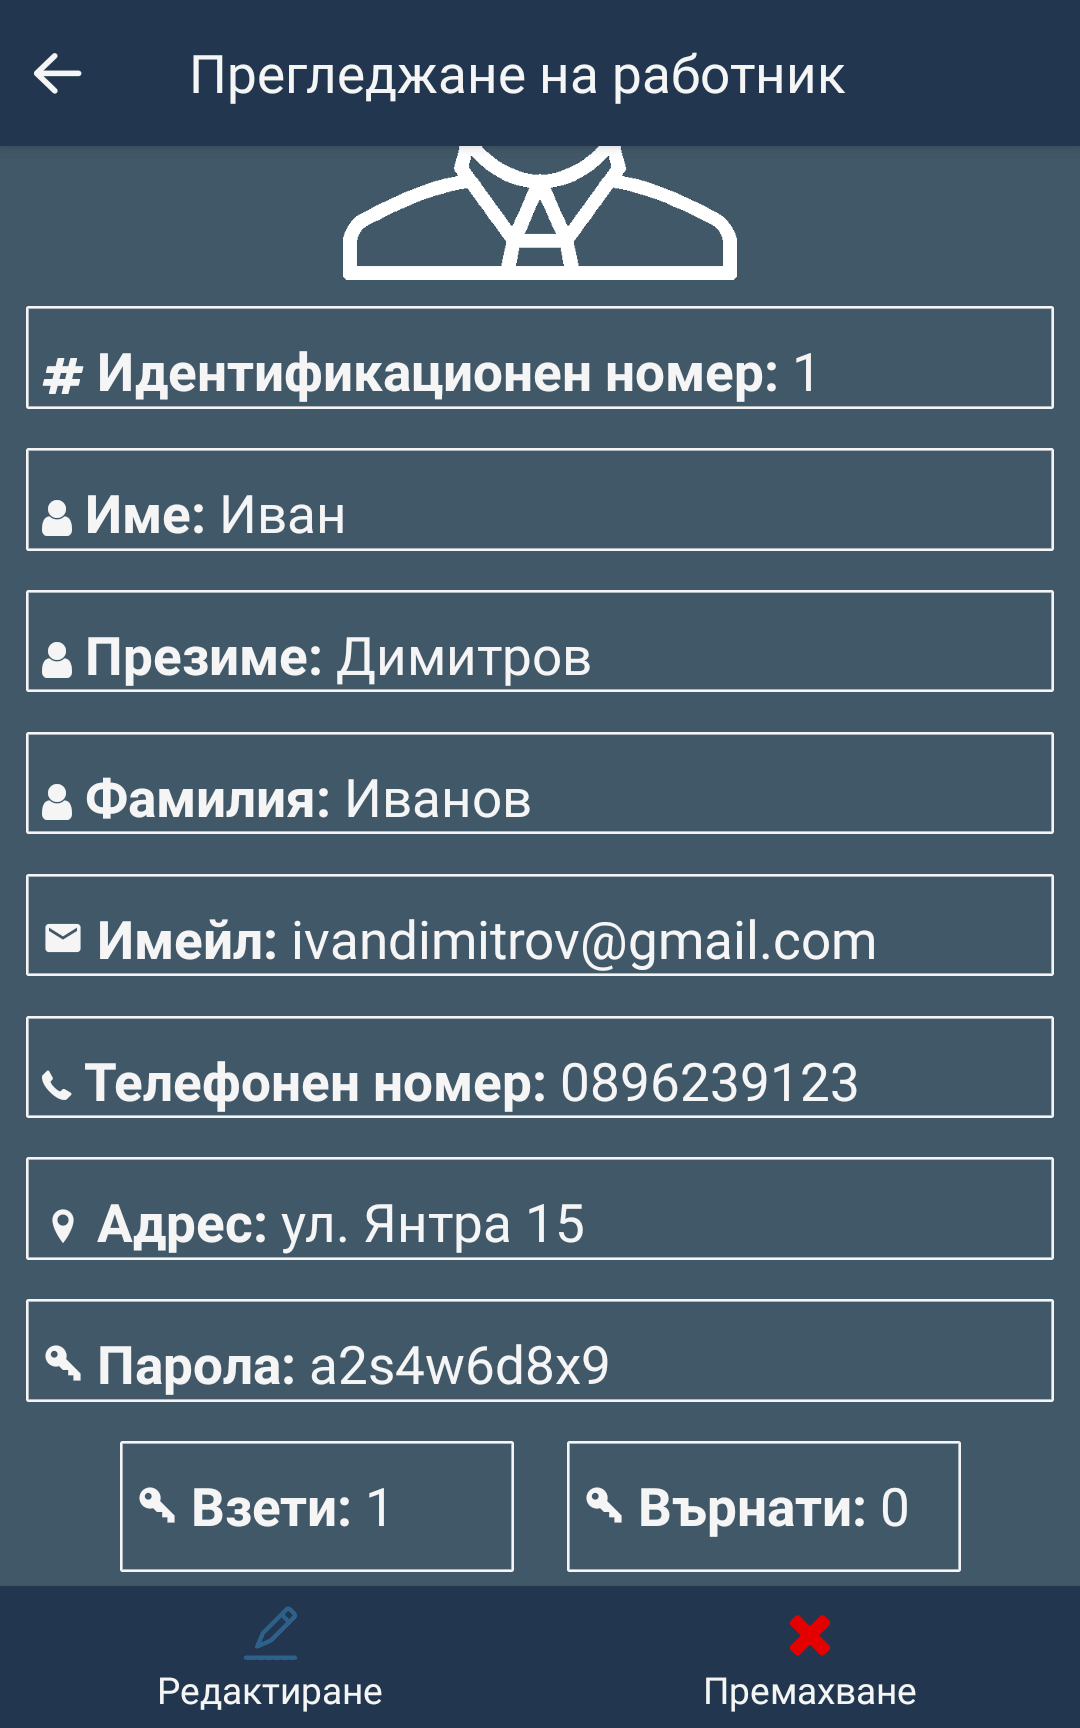 Преглеждане на работник
# Идентификационен номер: 1
Име: Иван
Презиме: Димитров
Фамилия: Иванов
Имейл: ivandimitrov@gmail.com
Телефонен номер: 0896239123
Адрес: ул. Янтра 15
Парола: a2s4w6d8x9
Взети: 1
Върнати: 0
Редактиране
Премахване